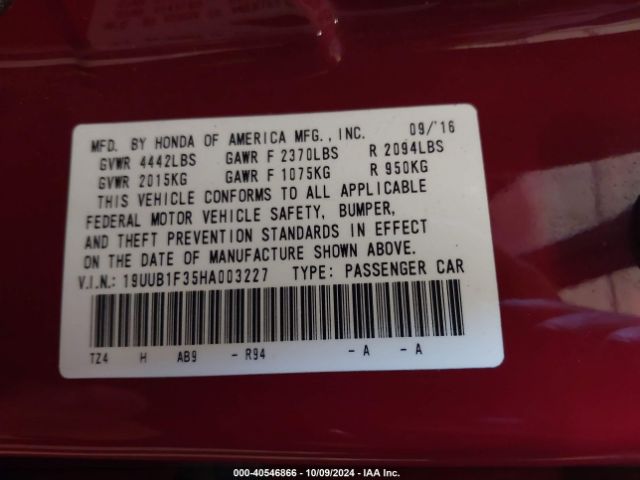 MFD. BY HONDA OF AMERICA MFG., INC. 09/'16
GVWR 4442LBS GAWR F 2370LBS R 2094LBS
GVWR 2015KG GAWR F 1075KG R 950KG
THIS VEHICLE CONFORMS TO ALL APPLICABLE
FEDERAL MOTOR VEHICLE SAFETY, BUMPER,
AND THEFT PREVENTION STANDARDS IN EFFECT
ON THE DATE OF MANUFACTURE SHOWN ABOVE.
V.I.N.: 19UUB1F35HA003227 TYPE: PASSENGER CAR
TZ4 H AB9 - R94 - A - A
000-40546866 - 10/09/2024 - IAA Inc.